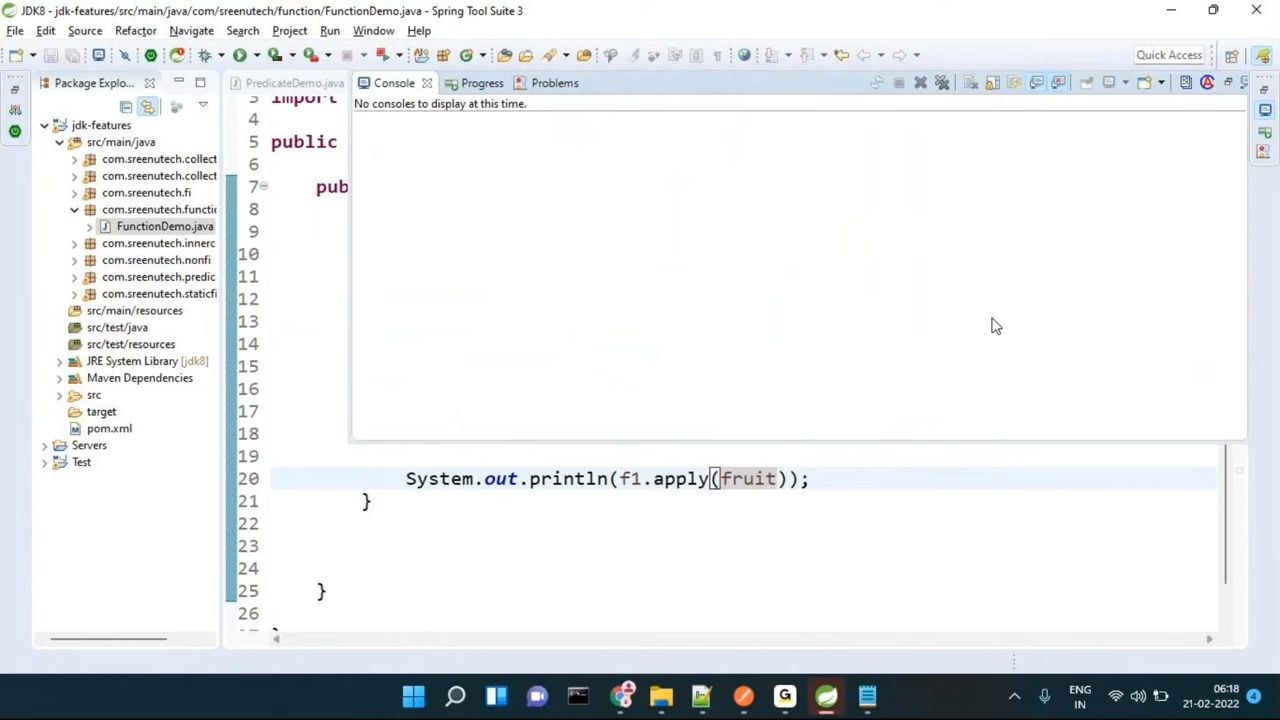 JDK8 - jdk-features/src/main/java/com/sreenutech/function/FunctionDemo.java - Spring Tool Suite 3
File Edit Source Refactor Navigate Search Project Run Window Help
Quick Access
Package Explo...
PredicateDemo.java
Console
Progress
Problems
No consoles to display at this time.
jdk-features
src/main/java
com.sreenutech.collect
com.sreenutech.collect
com.sreenutech.fi
com.sreenutech.functi
FunctionDemo.java
com.sreenutech.innerc
com.sreenutech.nonfi
com.sreenutech.predic
com.sreenutech.staticfi
src/main/resources
src/test/java
src/test/resources
JRE System Library [jdk8]
Maven Dependencies
src
target
pom.xml
Servers
Test
3 import
4
5 public
6
7 pub
8
9
10
11
12
13
14
15
16
17
18
19
20 System.out.println(f1.apply(fruit));
21 }
22
23
24
25 }
26
ENG
IN
06:18
21-02-2022
4